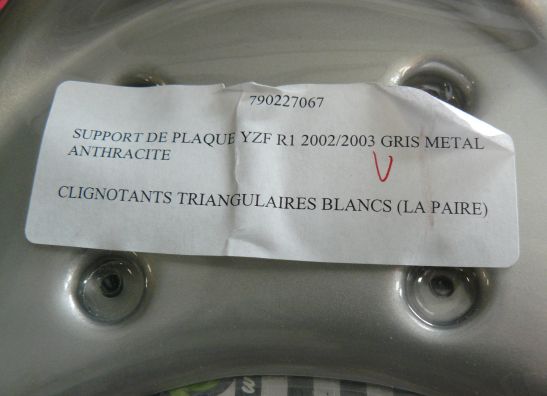 790227067
SUPPORT DE PLAQUE YZF R1 2002/2003 GRIS METAL
ANTHRACITE
V
CLIGNOTANTS TRIANGULAIRES BLANCS (LA PAIRE)